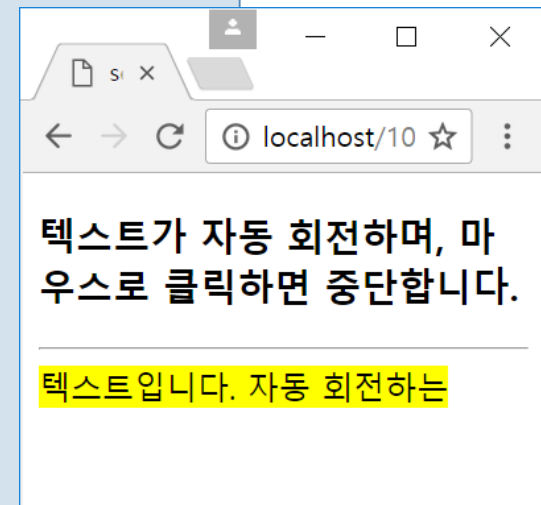 se
localhost/10
텍스트가 자동 회전하며, 마
우스로 클릭하면 중단합니다.
텍스트입니다. 자동 회전하는